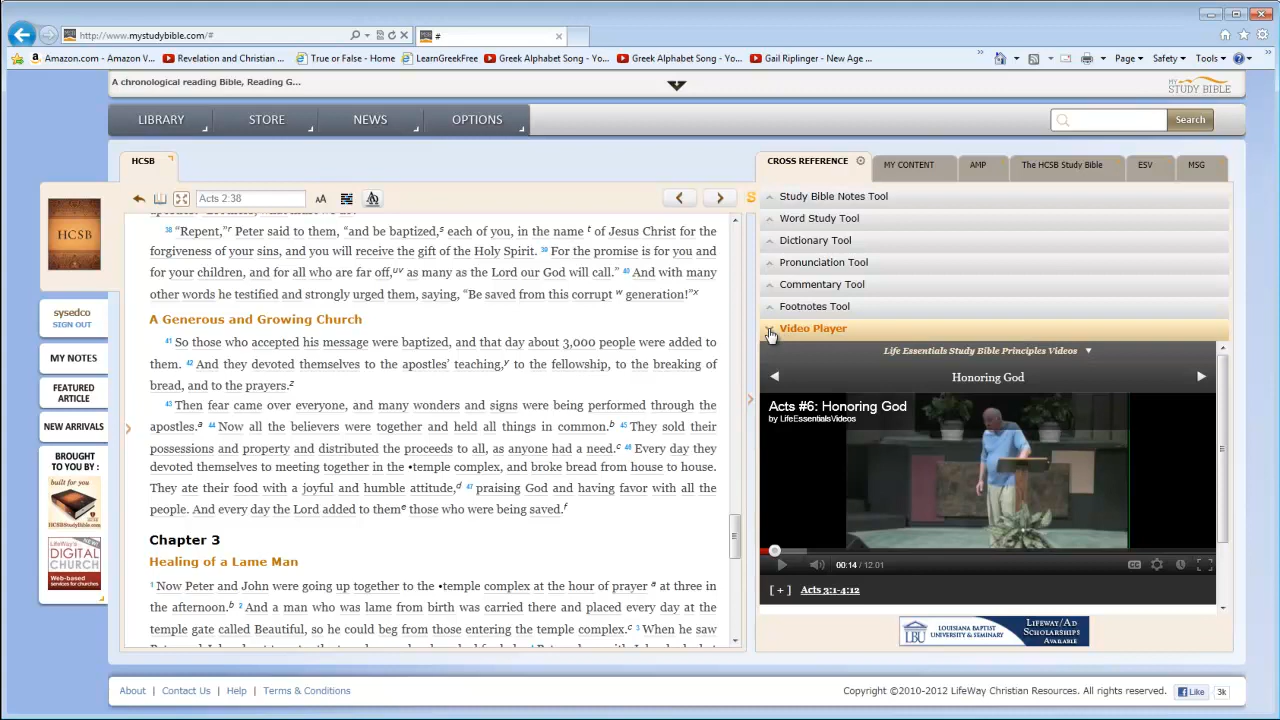 http://www.mystudybible.com/#
#
Amazon.com - Amazon V...
Revelation and Christian ...
True or False - Home
LearnGreekFree
Greek Alphabet Song - Yo...
Greek Alphabet Song - Yo...
Gail Riplinger - New Age ...
Page
Safety
Tools
A chronological reading Bible, Reading G...
MY
STUDY BIBLE
LIBRARY
STORE
NEWS
OPTIONS
Search
HCSB
CROSS REFERENCE
MY CONTENT
AMP
The HCSB Study Bible
ESV
MSG
HCSB
sysedco
SIGN OUT
MY NOTES
FEATURED
ARTICLE
NEW ARRIVALS
BROUGHT
TO YOU BY :
built for you
HCSBStudyBible.com
LifeWay's
DIGITAL
CHURCH
Web-based
services for churches
Acts 2:38
AA
38 “Repent,”r Peter said to them, “and be baptized,s each of you, in the name t of Jesus Christ for the
forgiveness of your sins, and you will receive the gift of the Holy Spirit. 39 For the promise is for you and
for your children, and for all who are far off,uv as many as the Lord our God will call.” 40 And with many
other words he testified and strongly urged them, saying, “Be saved from this corrupt w generation!”x
A Generous and Growing Church
41 So those who accepted his message were baptized, and that day about 3,000 people were added to
them. 42 And they devoted themselves to the apostles’ teaching,y to the fellowship, to the breaking of
bread, and to the prayers.z
43 Then fear came over everyone, and many wonders and signs were being performed through the
apostles.a 44 Now all the believers were together and held all things in common.b 45 They sold their
possessions and property and distributed the proceeds to all, as anyone had a need.c 46 Every day they
devoted themselves to meeting together in the •temple complex, and broke bread from house to house.
They ate their food with a joyful and humble attitude,d 47 praising God and having favor with all the
people. And every day the Lord added to theme those who were being saved.f
Chapter 3
Healing of a Lame Man
1 Now Peter and John were going up together to the •temple complex at the hour of prayer a at three in
the afternoon.b 2 And a man who was lame from birth was carried there and placed every day at the
temple gate called Beautiful, so he could beg from those entering the temple complex.c 3 When he saw
S
Study Bible Notes Tool
Word Study Tool
Dictionary Tool
Pronunciation Tool
Commentary Tool
Footnotes Tool
Video Player
Life Essentials Study Bible Principles Videos
Honoring God
Acts #6: Honoring God
by LifeEssentialsVideos
00:14 / 12.01
CC
[ + ] Acts 3:1-4:12
LBU
LOUISIANA BAPTIST
UNIVERSITY & SEMINARY
LIFEWAY/AD
SCHOLARSHIPS
AVAILABLE
About | Contact Us | Help | Terms & Conditions
Copyright ©2010-2012 LifeWay Christian Resources. All rights reserved.
Like
3k